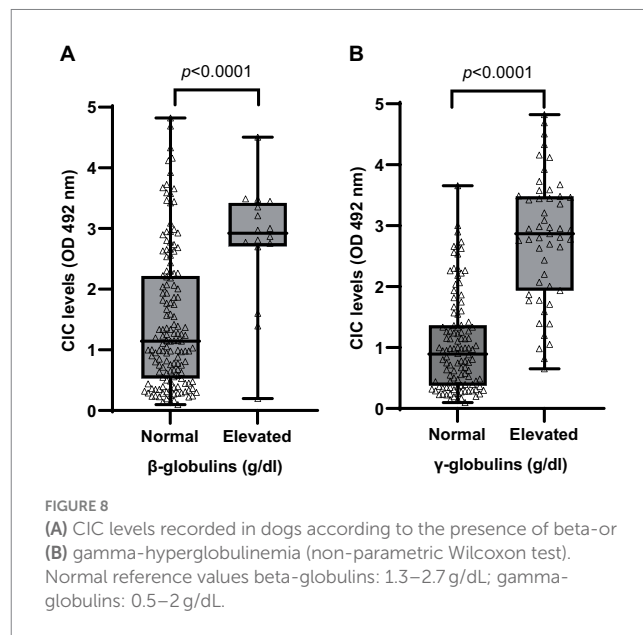 A
p<0.0001
CIC levels (OD 492 nm)
5
4
3
2
1
0
Normal Elevated
β-globulins (g/dl)
B
p<0.0001
CIC levels (OD 492 nm)
5
4
3
2
1
0
Normal Elevated
γ-globulins (g/dl)
FIGURE 8
(A) CIC levels recorded in dogs according to the presence of beta-or
(B) gamma-hyperglobulinemia (non-parametric Wilcoxon test).
Normal reference values beta-globulins: 1.3–2.7 g/dL; gamma-
globulins: 0.5–2 g/dL.